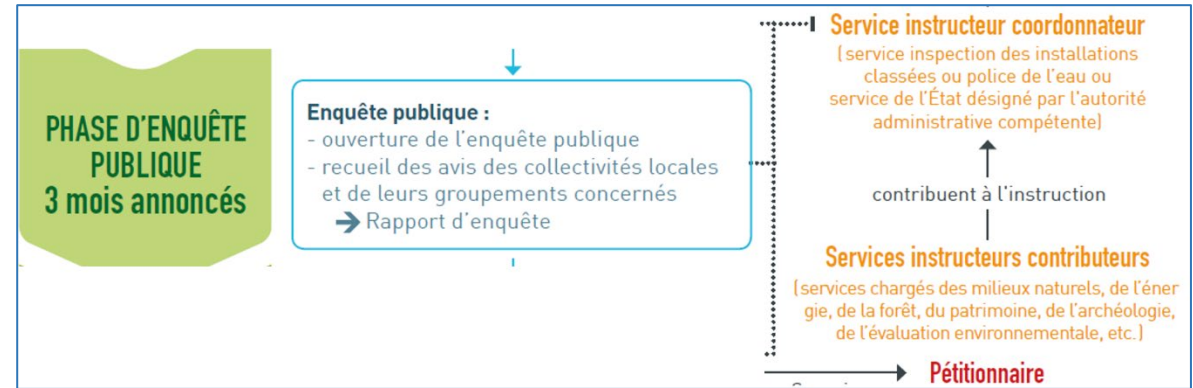 PHASE D'ENQUÊTE
PUBLIQUE
3 mois annoncés
Enquête publique :
- ouverture de l'enquête publique
- recueil des avis des collectivités locales
et de leurs groupements concernés
➔ Rapport d'enquête
Service instructeur coordonnateur
(service inspection des installations
classées ou police de l'eau ou
service de l'État désigné par l'autorité
administrative compétente)
contribuent à l'instruction
Services instructeurs contributeurs
(services chargés des milieux naturels, de l'éner
gie, de la forêt, du patrimoine, de l'archéologie,
de l'évaluation environnementale, etc.)
Pétitionnaire